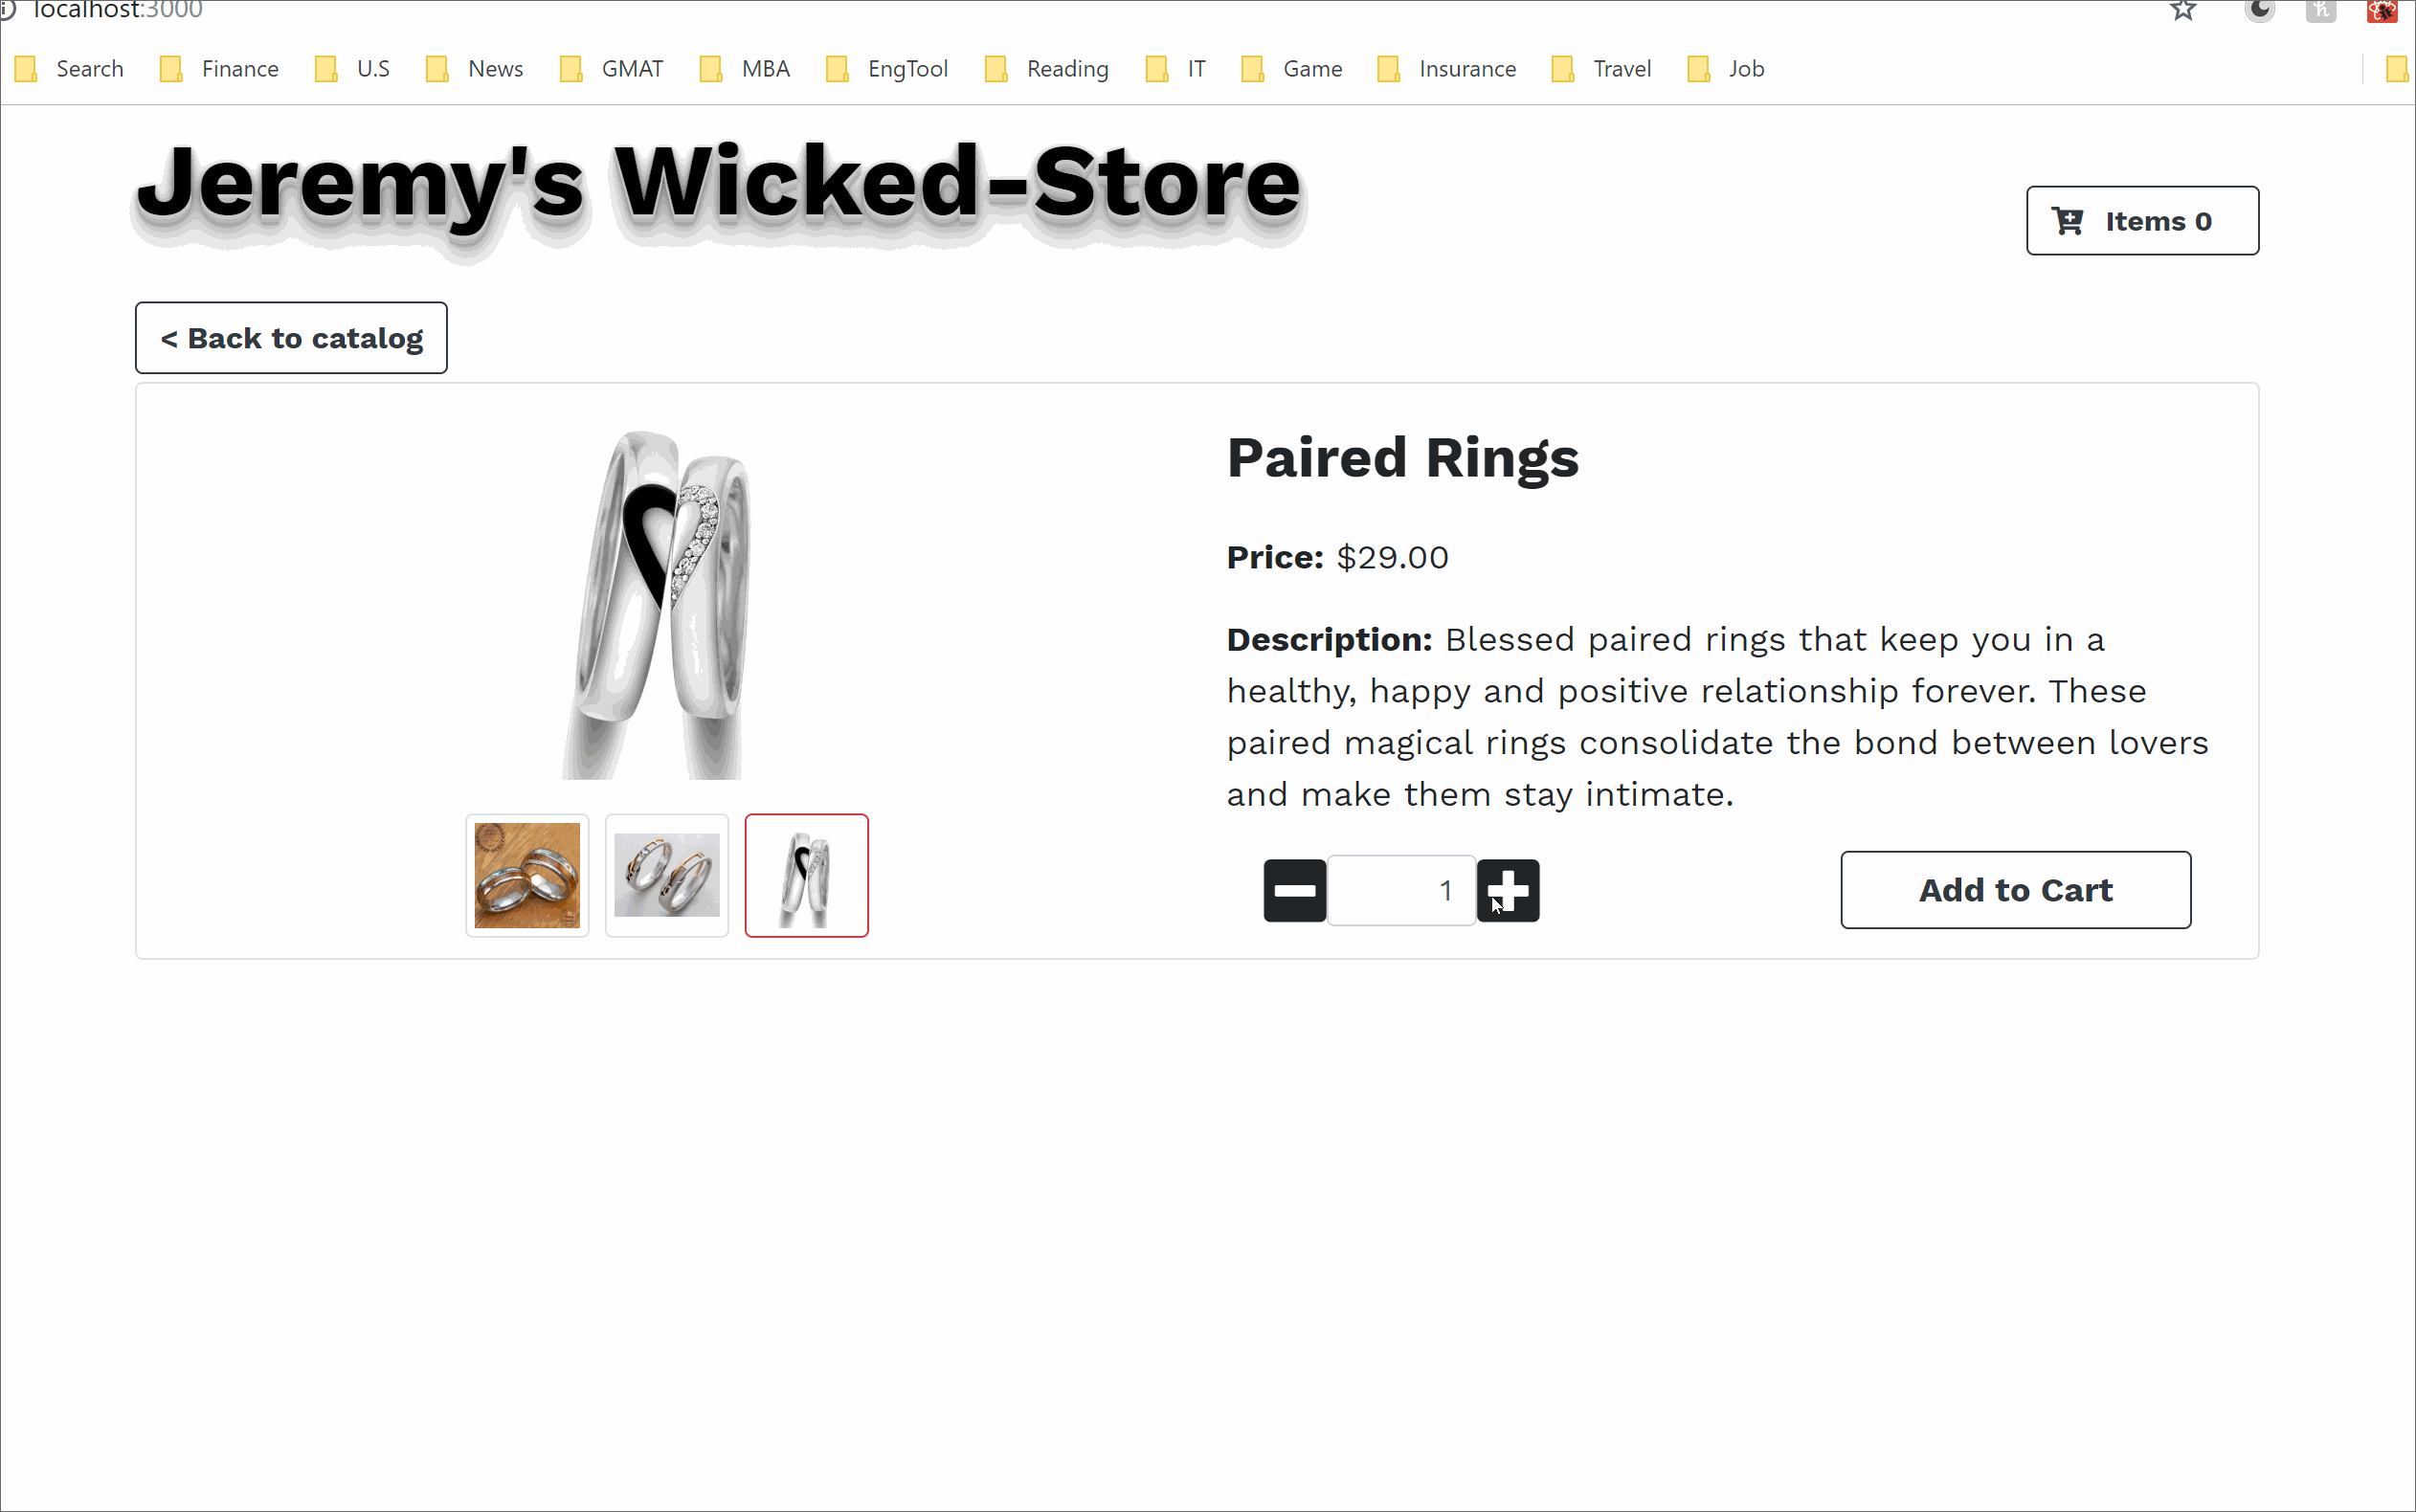 localhost:3000
Search Finance U.S News GMAT MBA EngTool Reading IT Game Insurance Travel Job
Jeremy's Wicked-Store
Items 0
< Back to catalog
Paired Rings
Price: $29.00
Description: Blessed paired rings that keep you in a
healthy, happy and positive relationship forever. These
paired magical rings consolidate the bond between lovers
and make them stay intimate.
1
Add to Cart